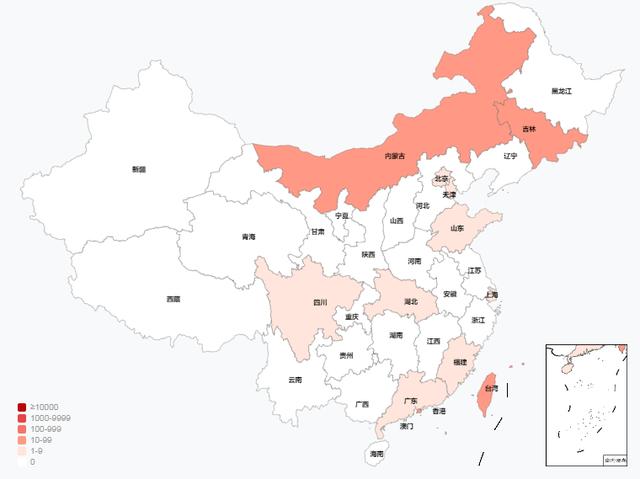 黑龙江
吉林
辽宁
内蒙古
新疆
北京
天津
河北
山西
宁夏
山东
甘肃
青海
陕西
河南
江苏
西藏
四川
湖北
安徽
上海
重庆
浙江
湖南
江西
贵州
福建
云南
台湾
广东
广西
香港
澳门
海南
≥10000
1000-9999
100-999
10-99
1-9
0